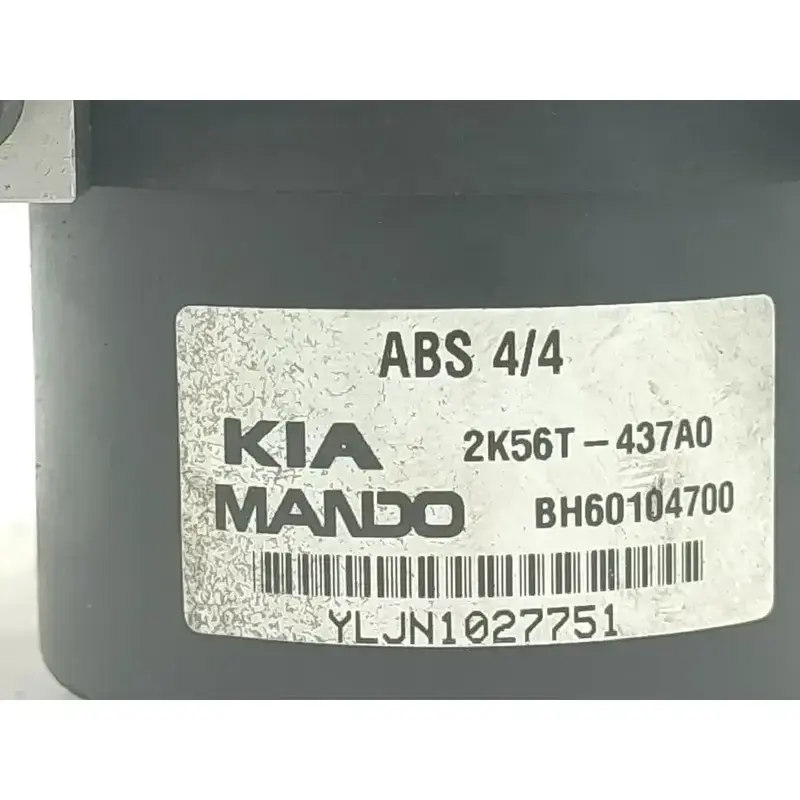 ABS 4/4
KIA 2K56T-437A0
MANDO BH60104700
YLJN1027751